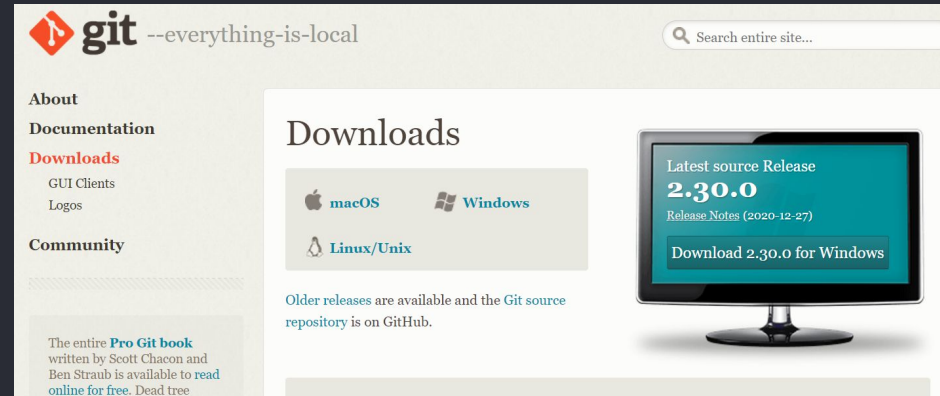 git --everything-is-local
Search entire site...
About
Documentation
Downloads
GUI Clients
Logos
Community
The entire Pro Git book
written by Scott Chacon and
Ben Straub is available to read
online for free. Dead tree
Downloads
macOS
Windows
Linux/Unix
Older releases are available and the Git source
repository is on GitHub.
Latest source Release
2.30.0
Release Notes (2020-12-27)
Download 2.30.0 for Windows